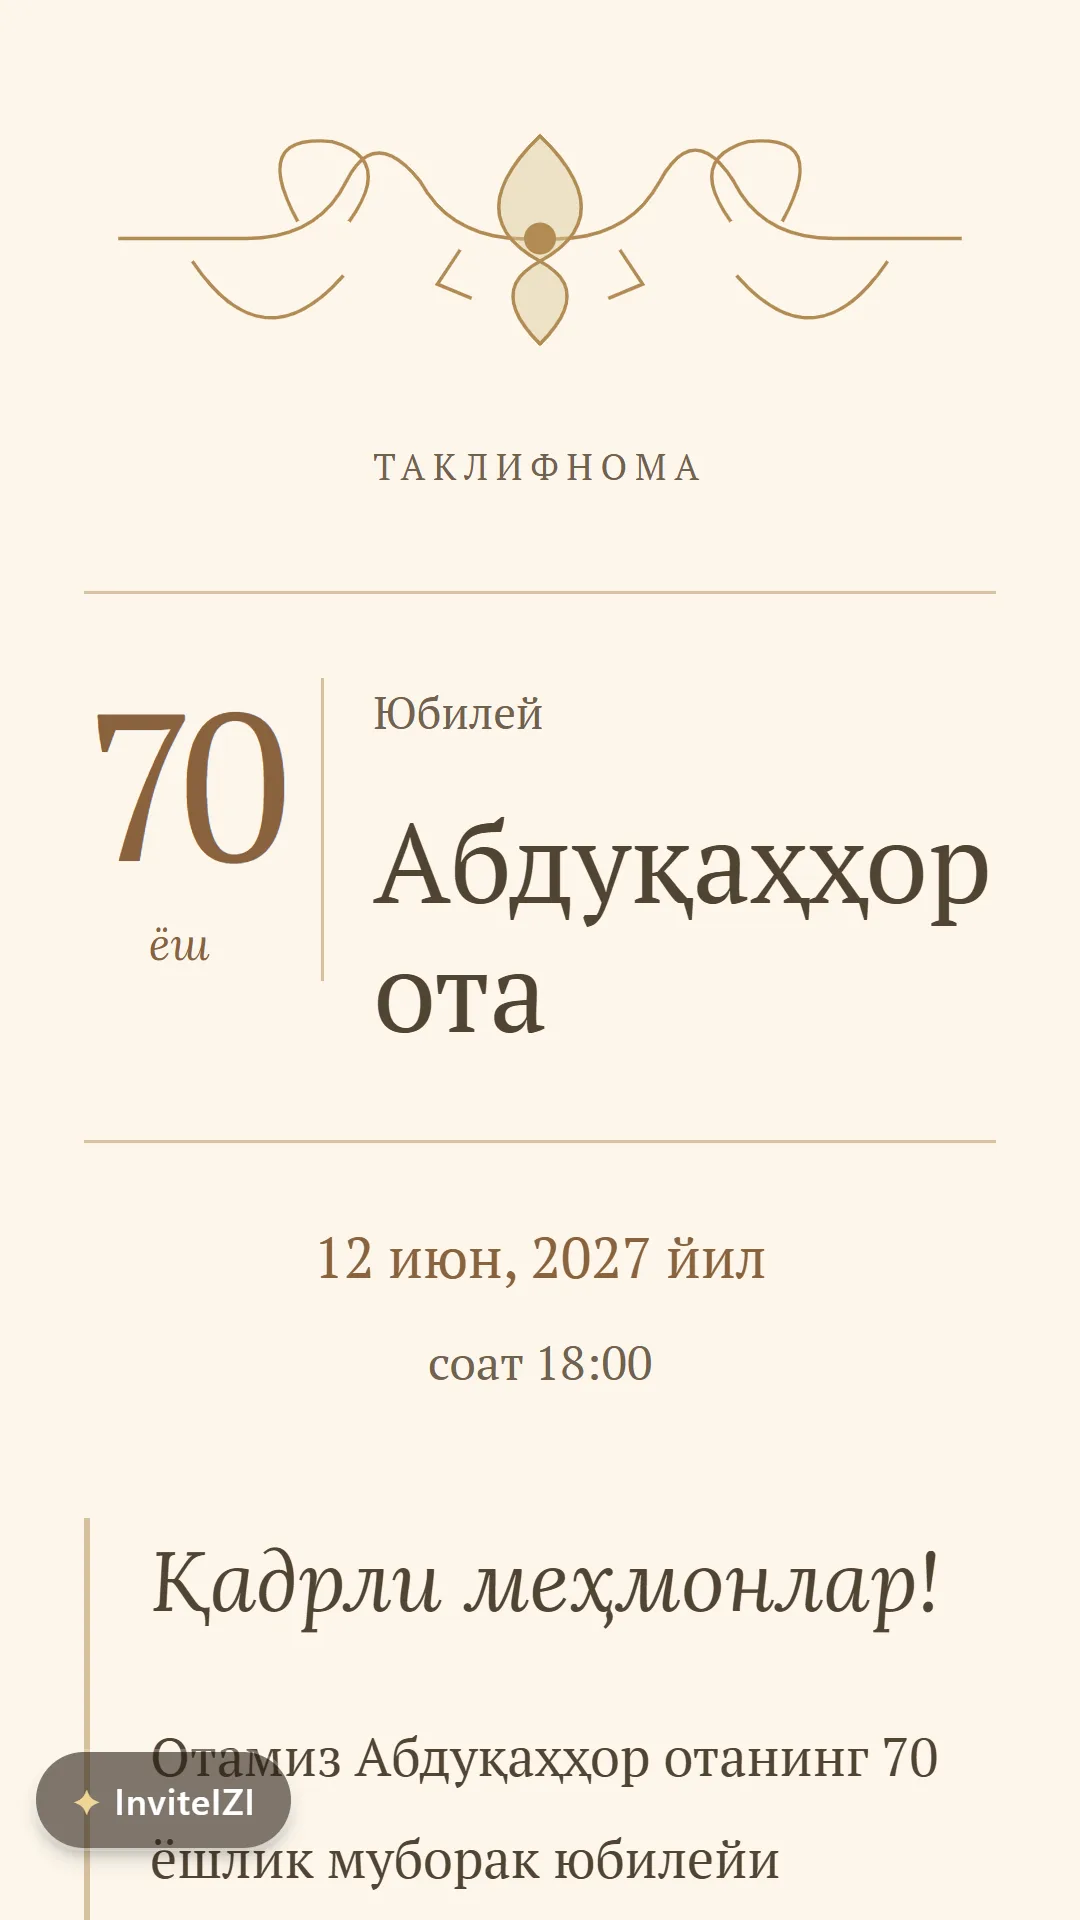 ТАКЛИФНОМА
70
ёш
Юбилей
Абдуқаҳҳор
ота
12 июн, 2027 йил
соат 18:00
Қадрли меҳмонлар!
Отамиз Абдуқаҳҳор отанинг 70
InviteIZI
ёшлик муборак юбилейи